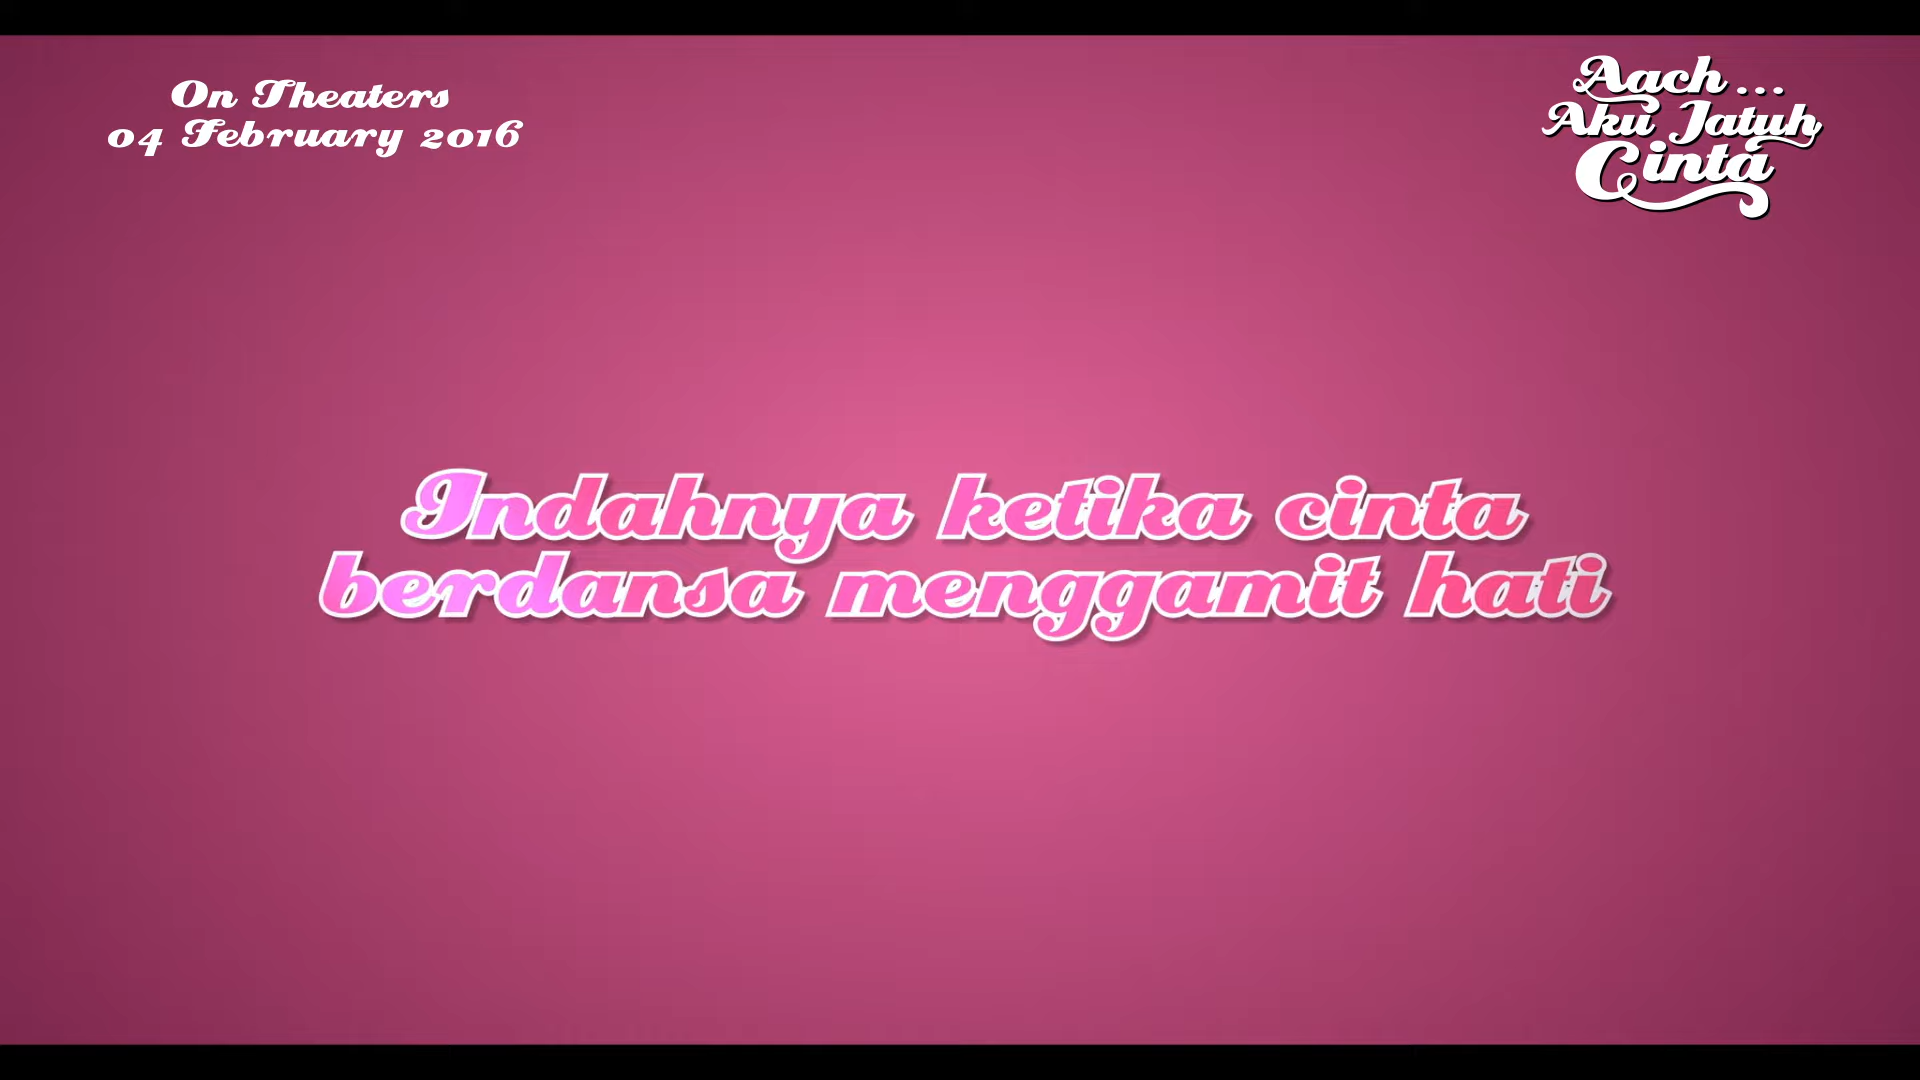 On Theaters
04 February 2016
Aach...
Aku Jatuh
Cinta
Indahnya ketika cinta
berdansa menggamit hati